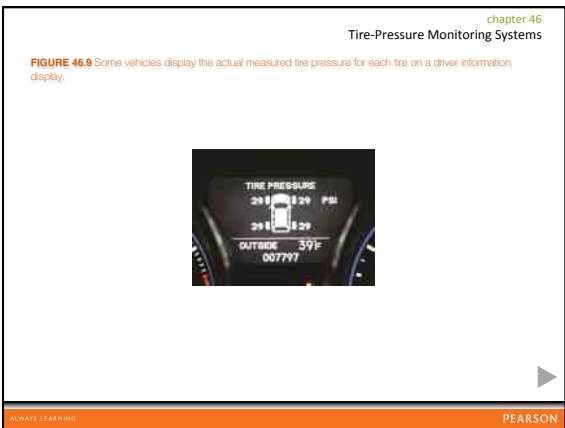 chapter 46
Tire-Pressure Monitoring Systems
FIGURE 46.9 Some vehicles display the actual measured tire pressure for each tire on a driver information
display.
TIRE PRESSURE
29 29 PSI
29 29
OUTSIDE 39°F
007797
ALWAYS LEARNING PEARSON